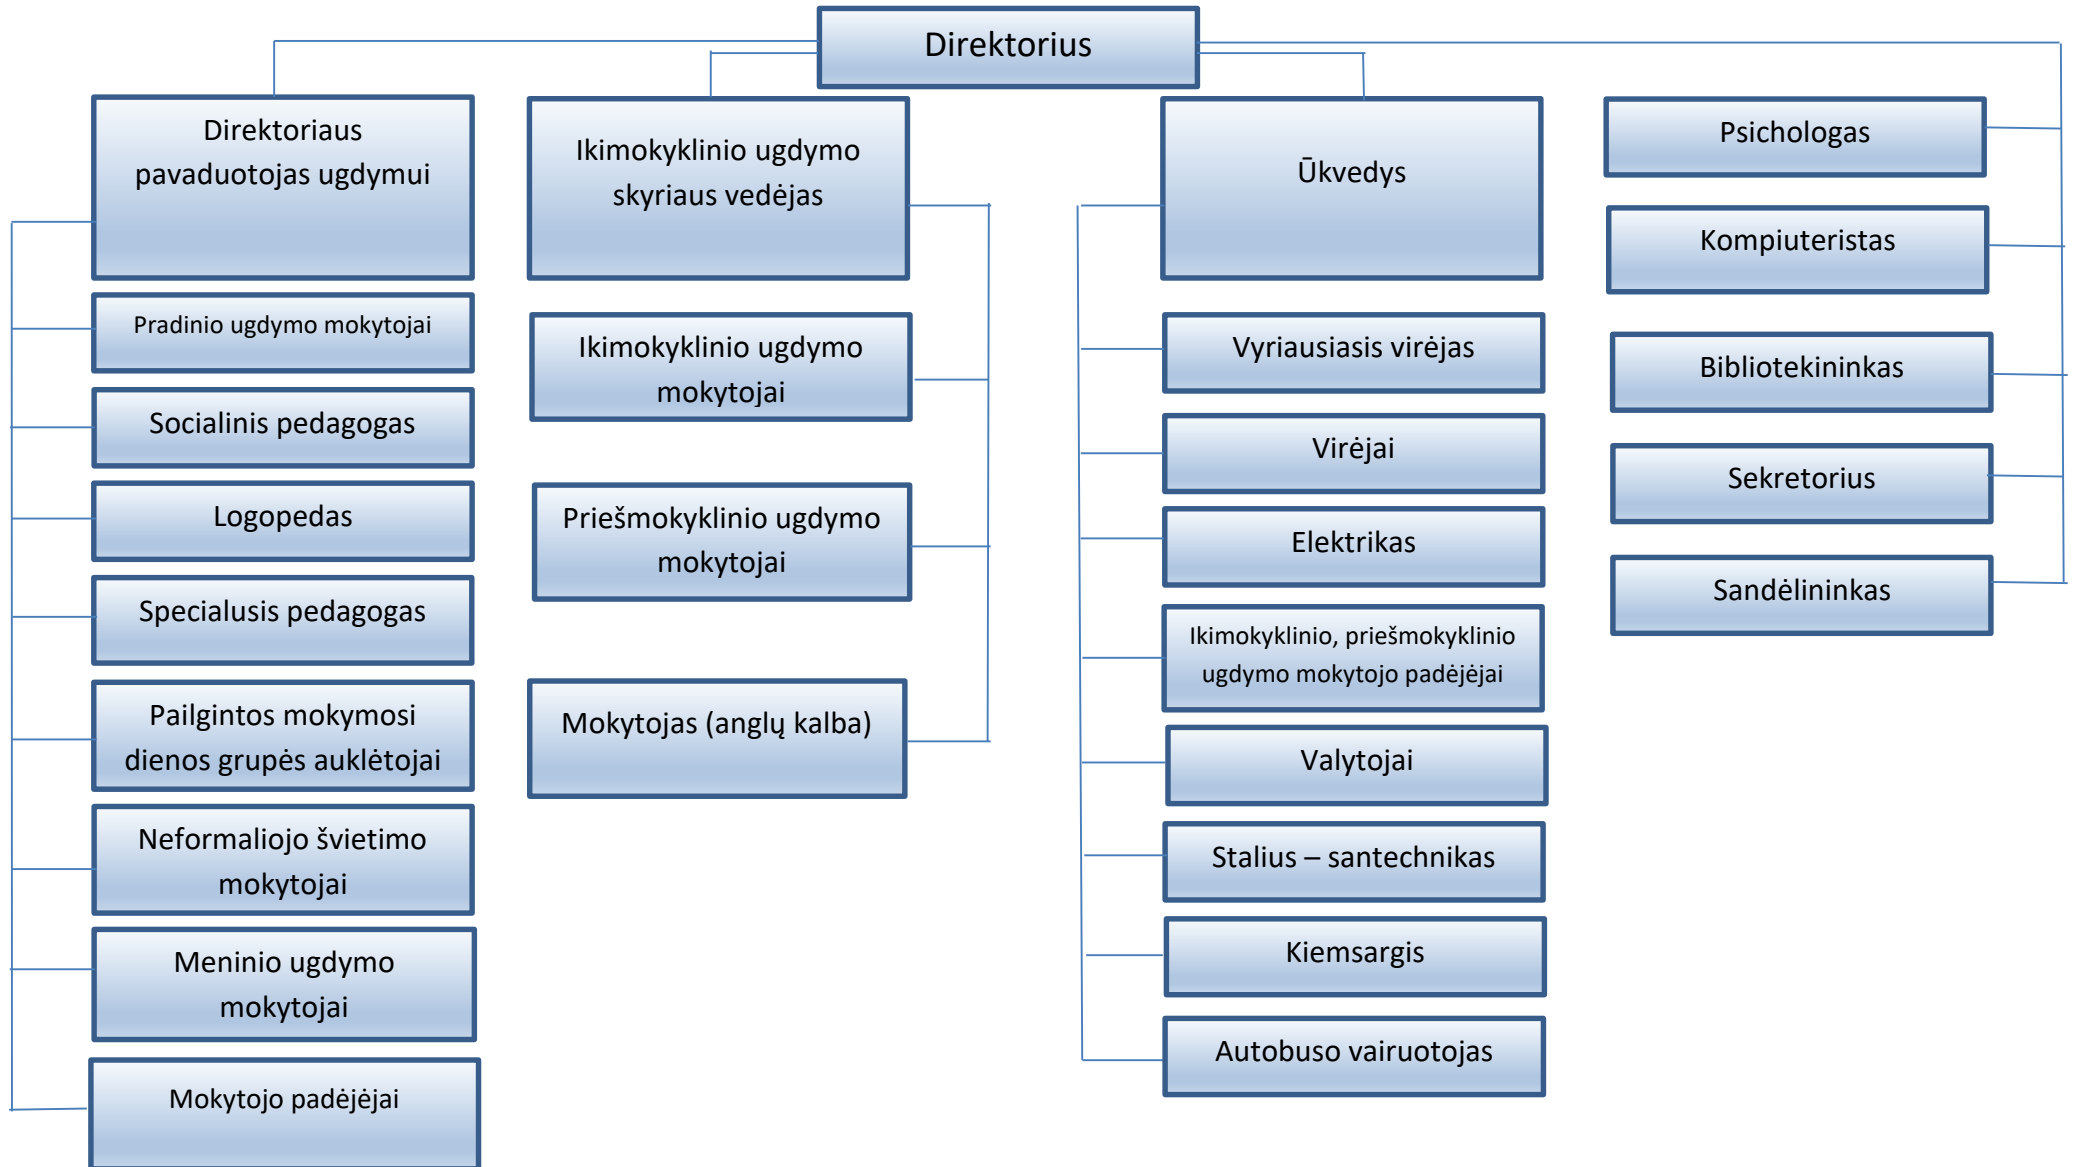 Direktorius
Direktoriaus
pavaduotojas ugdymui
Pradinio ugdymo mokytojai
Socialinis pedagogas
Logopedas
Specialusis pedagogas
Pailgintos mokymosi
dienos grupės auklėtojai
Neformaliojo švietimo
mokytojai
Meninio ugdymo
mokytojai
Mokytojo padėjėjai
Ikimokyklinio ugdymo
skyriaus vedėjas
Ikimokyklinio ugdymo
mokytojai
Priešmokyklinio ugdymo
mokytojai
Mokytojas (anglų kalba)
Ūkvedys
Vyriausiasis virėjas
Virėjai
Elektrikas
Ikimokyklinio, priešmokyklinio
ugdymo mokytojo padėjėjai
Valytojai
Stalius – santechnikas
Kiemsargis
Autobuso vairuotojas
Psichologas
Kompiuteristas
Bibliotekininkas
Sekretorius
Sandėlininkas